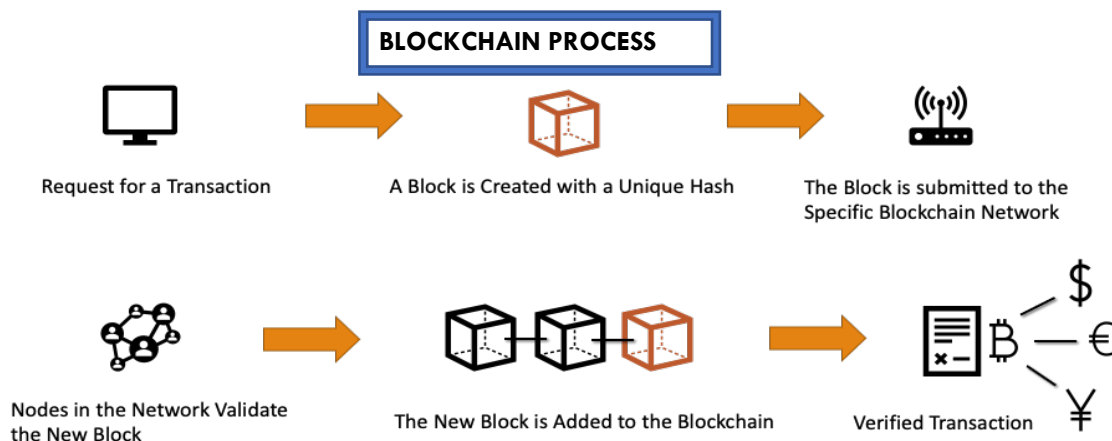 BLOCKCHAIN PROCESS
Request for a Transaction
A Block is Created with a Unique Hash
The Block is submitted to the
Specific Blockchain Network
$
₿
€
¥
Nodes in the Network Validate
the New Block
The New Block is Added to the Blockchain
Verified Transaction